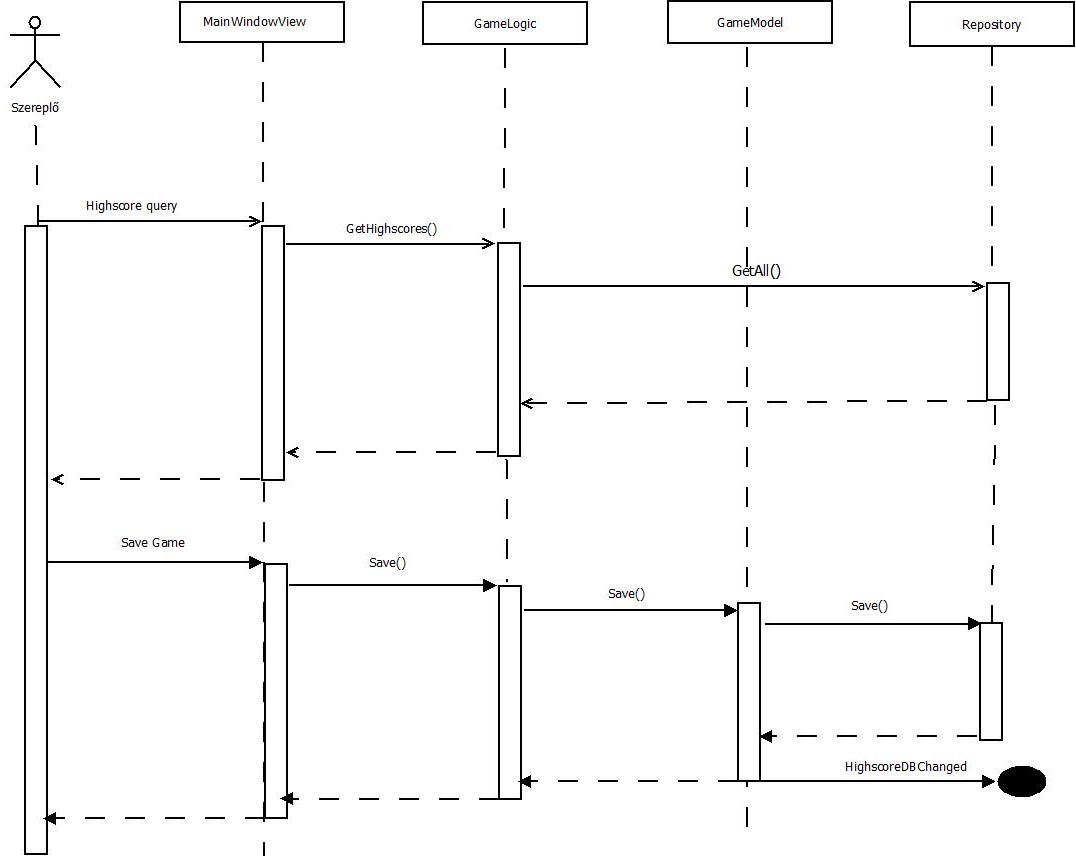 MainWindowView
GameLogic
GameModel
Repository
Szereplő
Highscore query
GetHighscores()
GetAll()
Save Game
Save()
Save()
Save()
HighscoreDBChanged